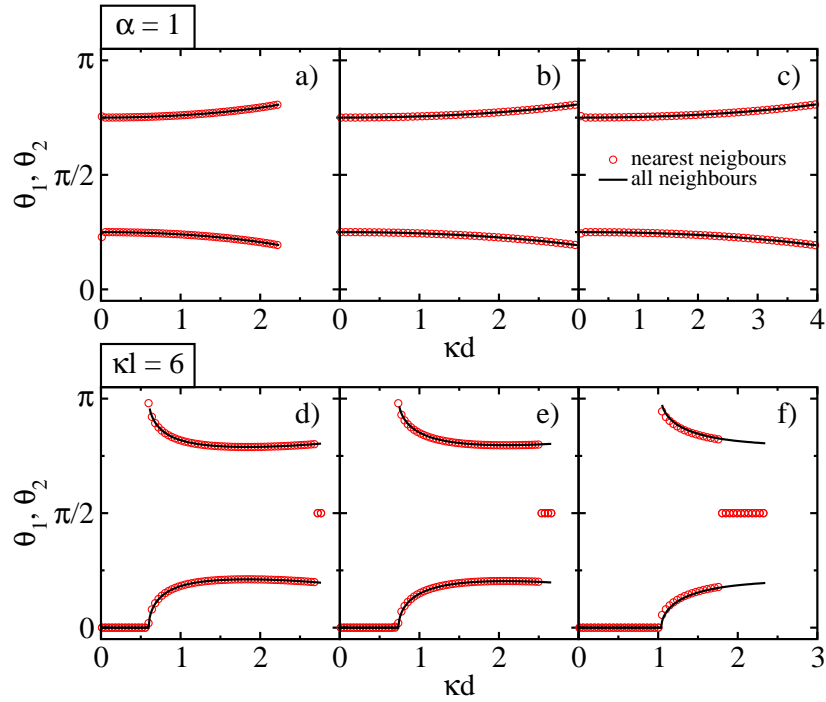 α = 1
π
π/2
0
θ₁, θ₂
a)
b)
c)
nearest neigbours
all neighbours
0 1 2
0 1 2
0 1 2 3 4
κd
κl = 6
π
π/2
0
θ₁, θ₂
d)
e)
f)
0 1 2
0 1 2
0 1 2 3
κd